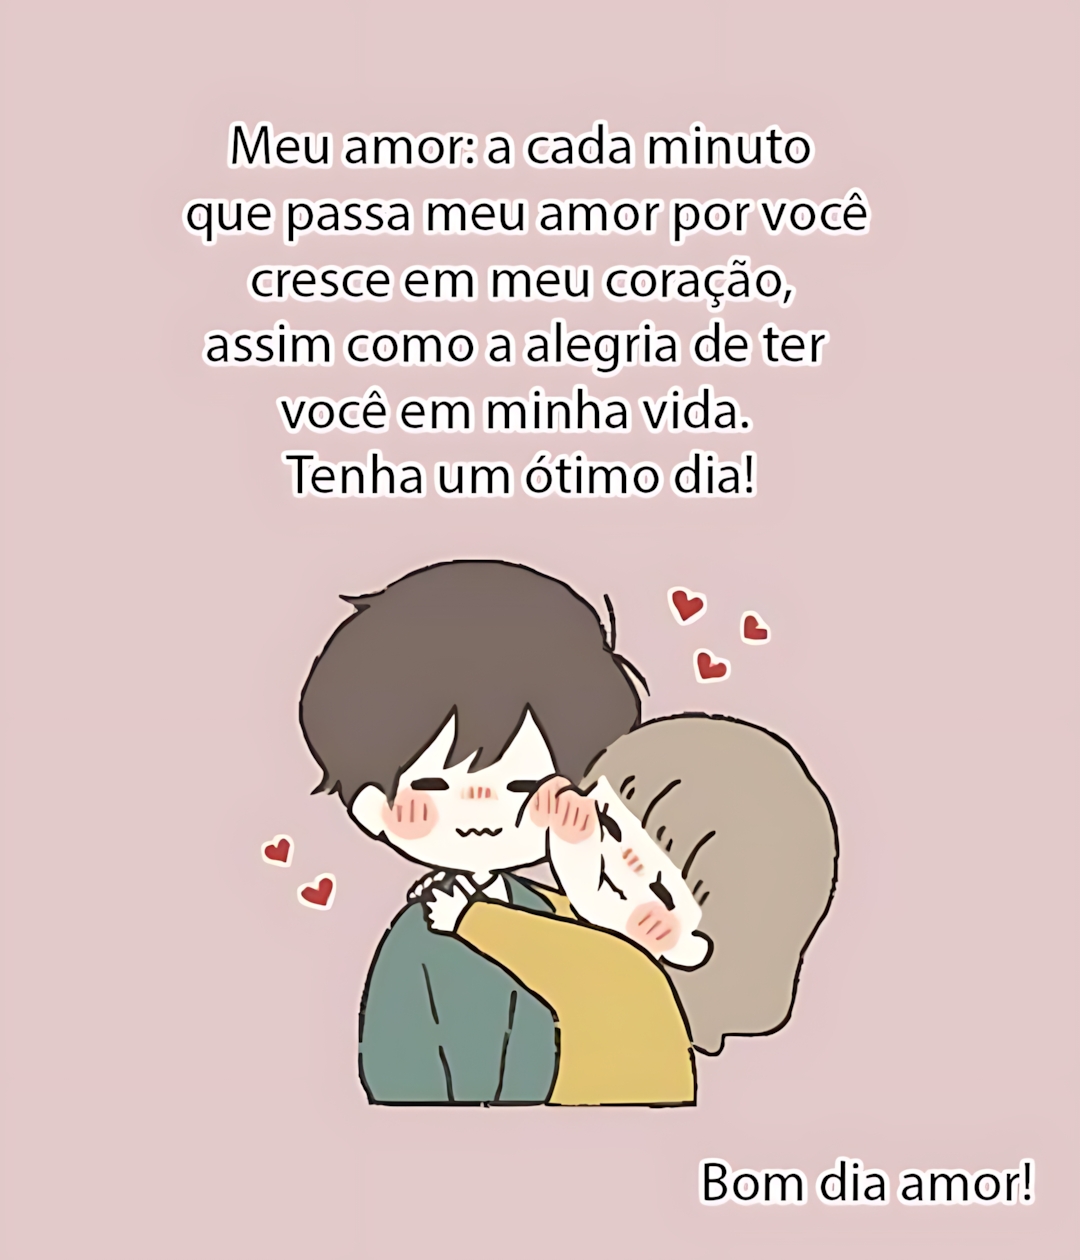 Meu amor: a cada minuto
que passa meu amor por você
cresce em meu coração,
assim como a alegria de ter
você em minha vida.
Tenha um ótimo dia!
Bom dia amor!